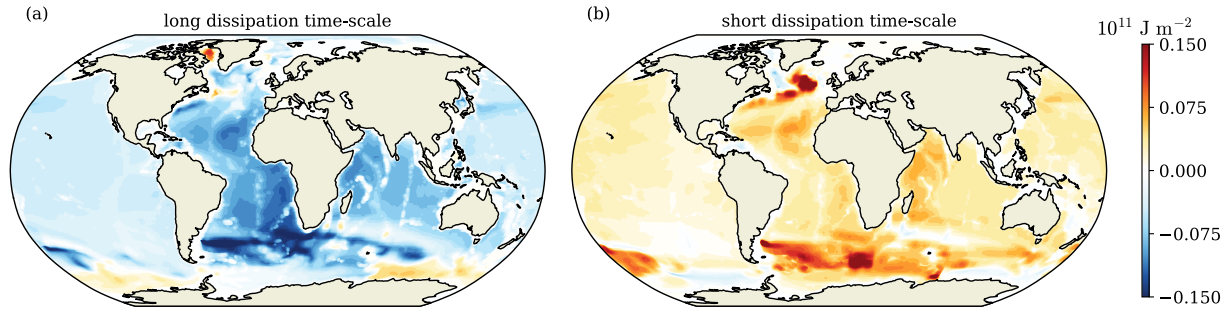 (a)
long dissipation time-scale
(b)
short dissipation time-scale
10¹¹ J m⁻²
0.150
0.075
0.000
−0.075
−0.150